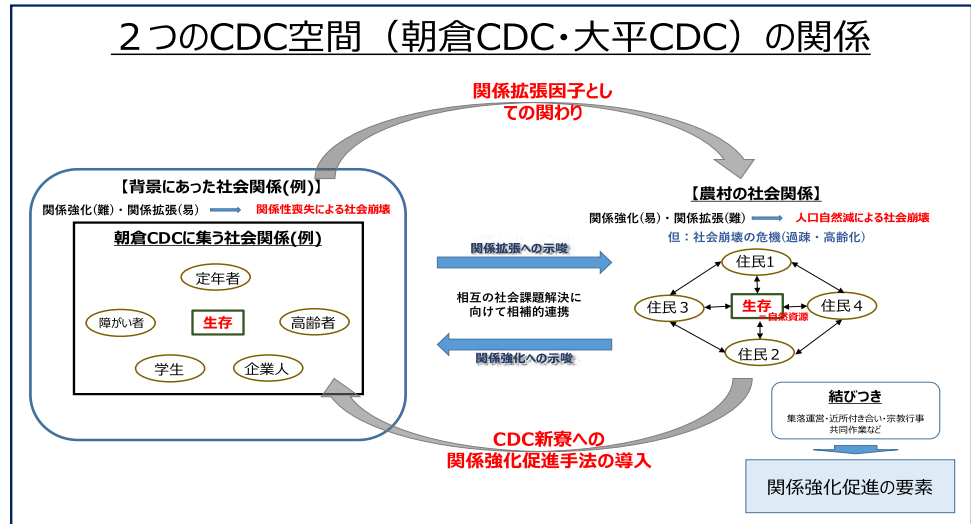 ２つのCDC空間（朝倉CDC・大平CDC）の関係
関係拡張因子とし
ての関わり
【背景にあった社会関係(例)】
関係強化(難)・関係拡張(易)
関係性喪失による社会崩壊
朝倉CDCに集う社会関係(例)
定年者
障がい者
生存
高齢者
学生
企業人
関係拡張への示唆
相互の社会課題解決に
向けて相補的連携
関係強化への示唆
【農村の社会関係】
関係強化(易)・関係拡張(難)
人口自然減による社会崩壊
但：社会崩壊の危機(過疎・高齢化)
住民1
住民３
生存
=自然資源
住民４
住民２
CDC新寮への
関係強化促進手法の導入
結びつき
集落運営･近所付き合い･宗教行事
共同作業など
関係強化促進の要素